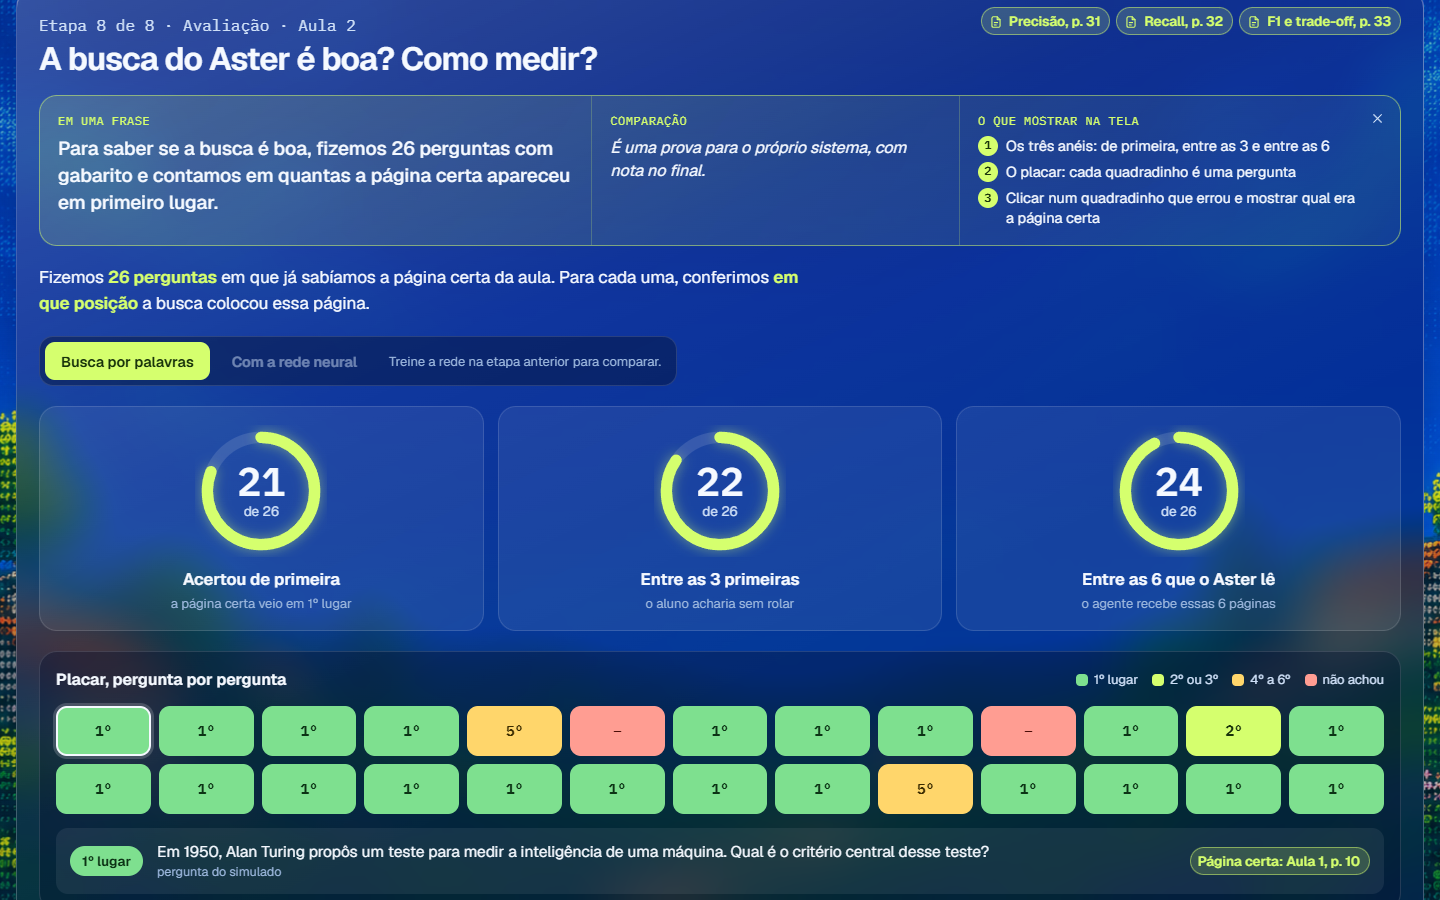 Etapa 8 de 8 · Avaliação · Aula 2
Precisão, p. 31
Recall, p. 32
F1 e trade-off, p. 33
A busca do Aster é boa? Como medir?
EM UMA FRASE
Para saber se a busca é boa, fizemos 26 perguntas com
gabarito e contamos em quantas a página certa apareceu
em primeiro lugar.
COMPARAÇÃO
É uma prova para o próprio sistema, com
nota no final.
O QUE MOSTRAR NA TELA
1 Os três anéis: de primeira, entre as 3 e entre as 6
2 O placar: cada quadradinho é uma pergunta
3 Clicar num quadradinho que errou e mostrar qual era
a página certa
Fizemos 26 perguntas em que já sabíamos a página certa da aula. Para cada uma, conferimos em
que posição a busca colocou essa página.
Busca por palavras
Com a rede neural
Treine a rede na etapa anterior para comparar.
21
de 26
Acertou de primeira
a página certa veio em 1º lugar
22
de 26
Entre as 3 primeiras
o aluno acharia sem rolar
24
de 26
Entre as 6 que o Aster lê
o agente recebe essas 6 páginas
Placar, pergunta por pergunta
1º lugar
2º ou 3º
4º a 6º
não achou
1º 1º 1º 1º 5º – 1º 1º 1º – 1º 2º 1º
1º 1º 1º 1º 1º 1º 1º 1º 5º 1º 1º 1º 1º
1º lugar
Em 1950, Alan Turing propôs um teste para medir a inteligência de uma máquina. Qual é o critério central desse teste?
pergunta do simulado
Página certa: Aula 1, p. 10